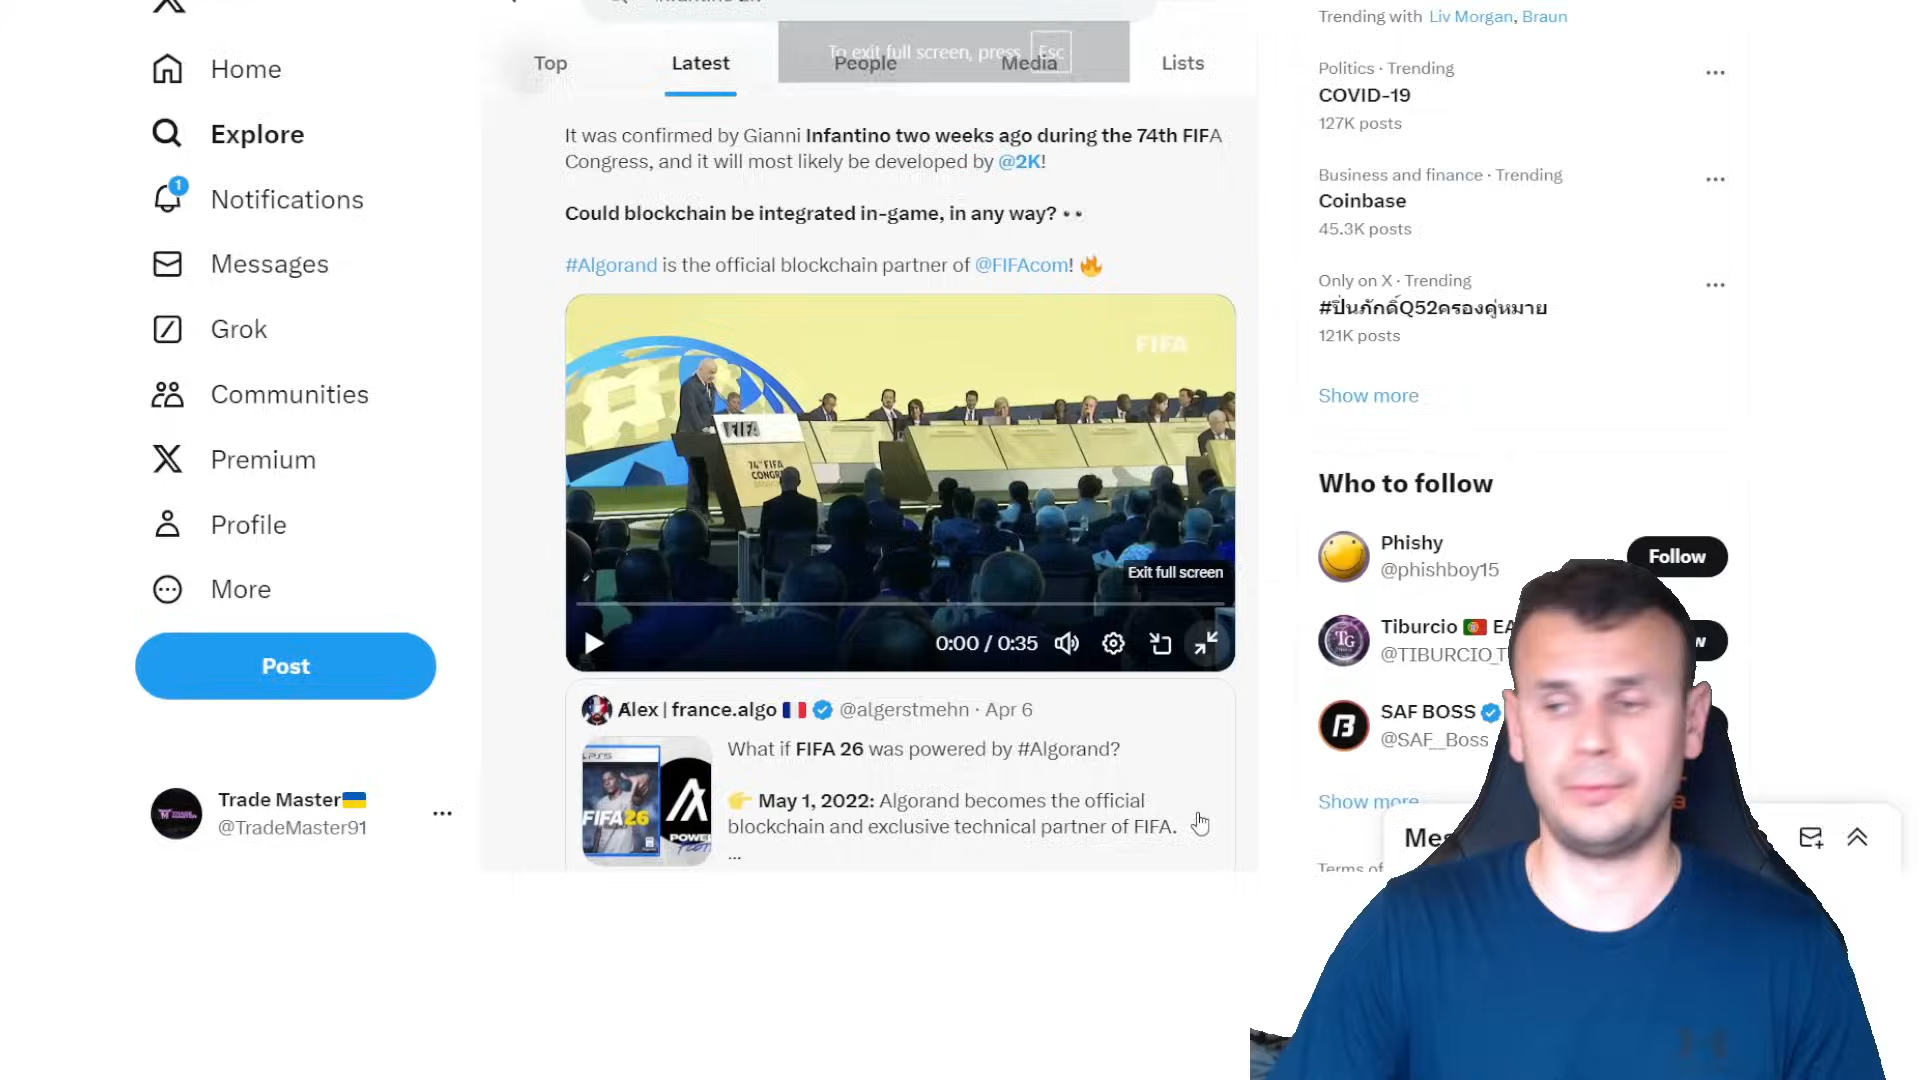 Home
Explore
1
Notifications
Messages
Grok
Communities
Premium
Profile
More
Post
Trade Master🇺🇦
@TradeMaster91
Top
Latest
People
Media
Lists
To exit full screen, press Esc
It was confirmed by Gianni Infantino two weeks ago during the 74th FIFA
Congress, and it will most likely be developed by @2K!
Could blockchain be integrated in-game, in any way? 👀
#Algorand is the official blockchain partner of @FIFAcom! 🔥
FIFA
FIFA
74TH FIFA
Exit full screen
0:00 / 0:35
Alex | france.algo 🇫🇷 @algerstmehn · Apr 6
What if FIFA 26 was powered by #Algorand?
👉 May 1, 2022: Algorand becomes the official
blockchain and exclusive technical partner of FIFA.
...
PS5
FIFA26
Trending with Liv Morgan, Braun
Politics · Trending
COVID-19
127K posts
Business and finance · Trending
Coinbase
45.3K posts
Only on X · Trending
#ปิ่นภักดิ์Q52ครองคู่หมาย
121K posts
Show more
Who to follow
Phishy
@phishboy15
Follow
TG
Tiburcio 🇵🇹
SAF BOSS
@SAF__Boss
Show more
Terms of